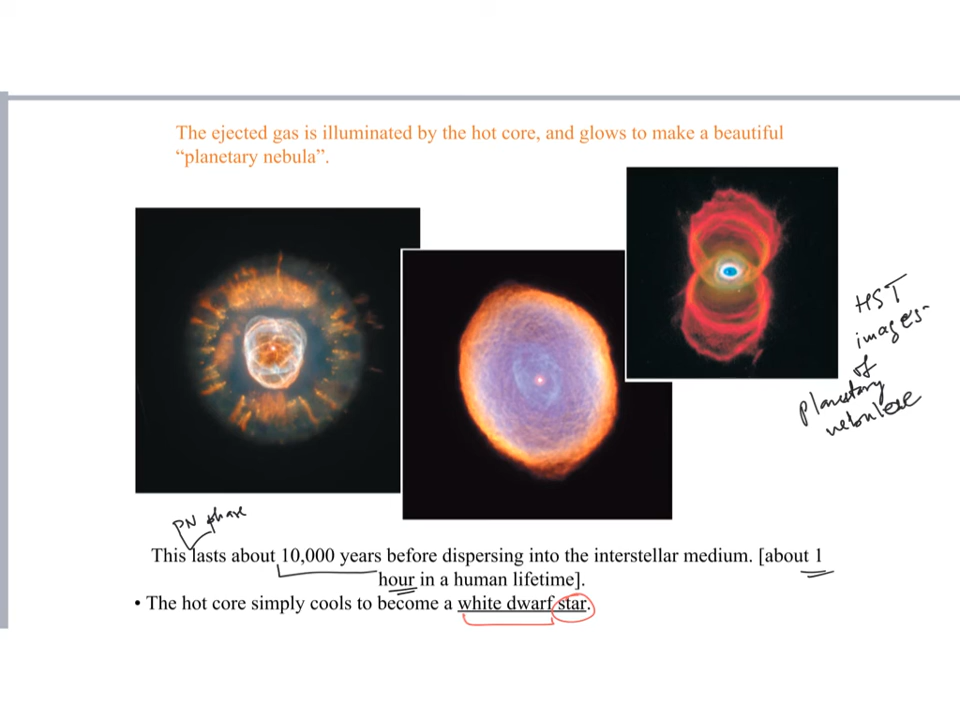 The ejected gas is illuminated by the hot core, and glows to make a beautiful
“planetary nebula”.
HST
images
of
planetary
nebulae
PN phase
This lasts about 10,000 years before dispersing into the interstellar medium. [about 1
hour in a human lifetime].
• The hot core simply cools to become a white dwarf star.